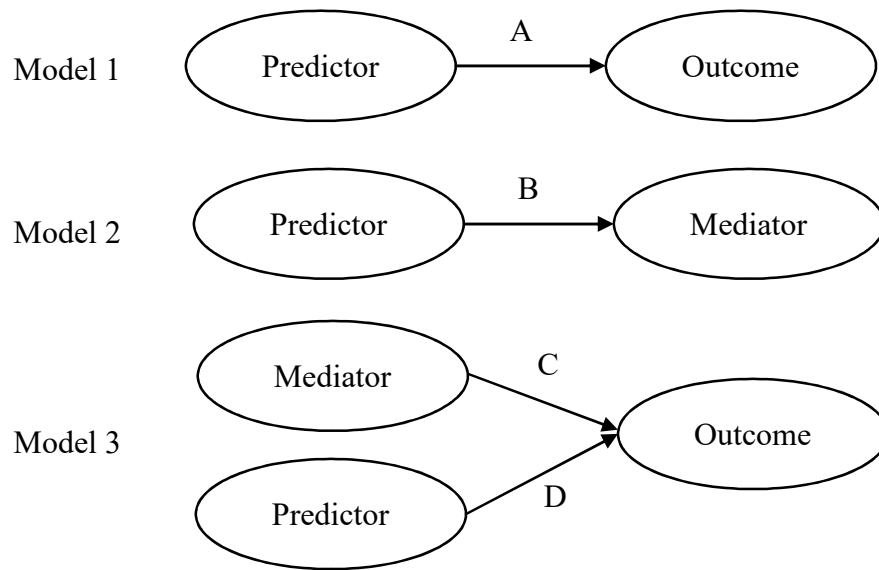 A
Model 1 Predictor Outcome
B
Model 2 Predictor Mediator
Mediator C
Model 3 Outcome
Predictor D